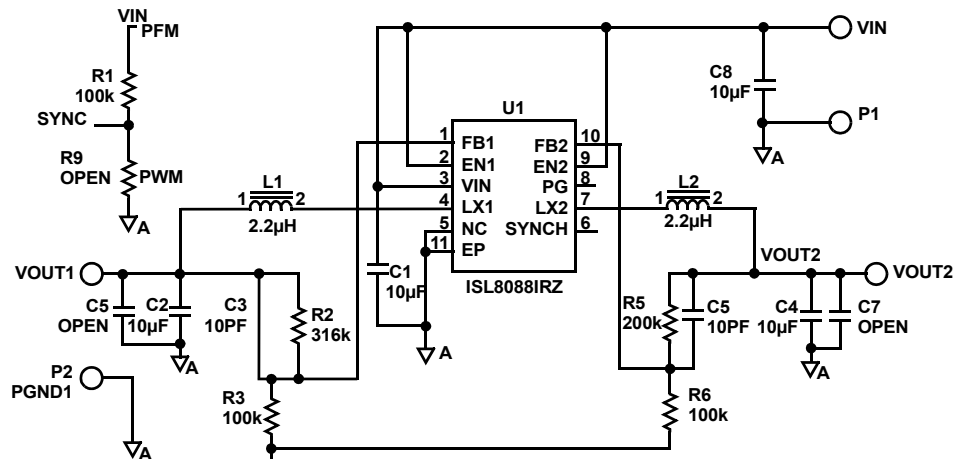 VIN
PFM
R1
100k
SYNC
R9
OPEN
PWM
A
VIN
C8
10µF
P1
A
U1
1
FB1
2
EN1
3
VIN
4
LX1
5
NC
11
EP
FB2
10
EN2
9
PG
8
LX2
7
SYNCH
6
ISL8088IRZ
L1
1
2
2.2µH
L2
1
2
2.2µH
C1
10µF
A
VOUT1
C5
OPEN
C2
10µF
A
C3
10PF
R2
316k
R3
100k
P2
PGND1
A
VOUT2
VOUT2
R5
200k
C5
10PF
C4
10µF
C7
OPEN
A
R6
100k